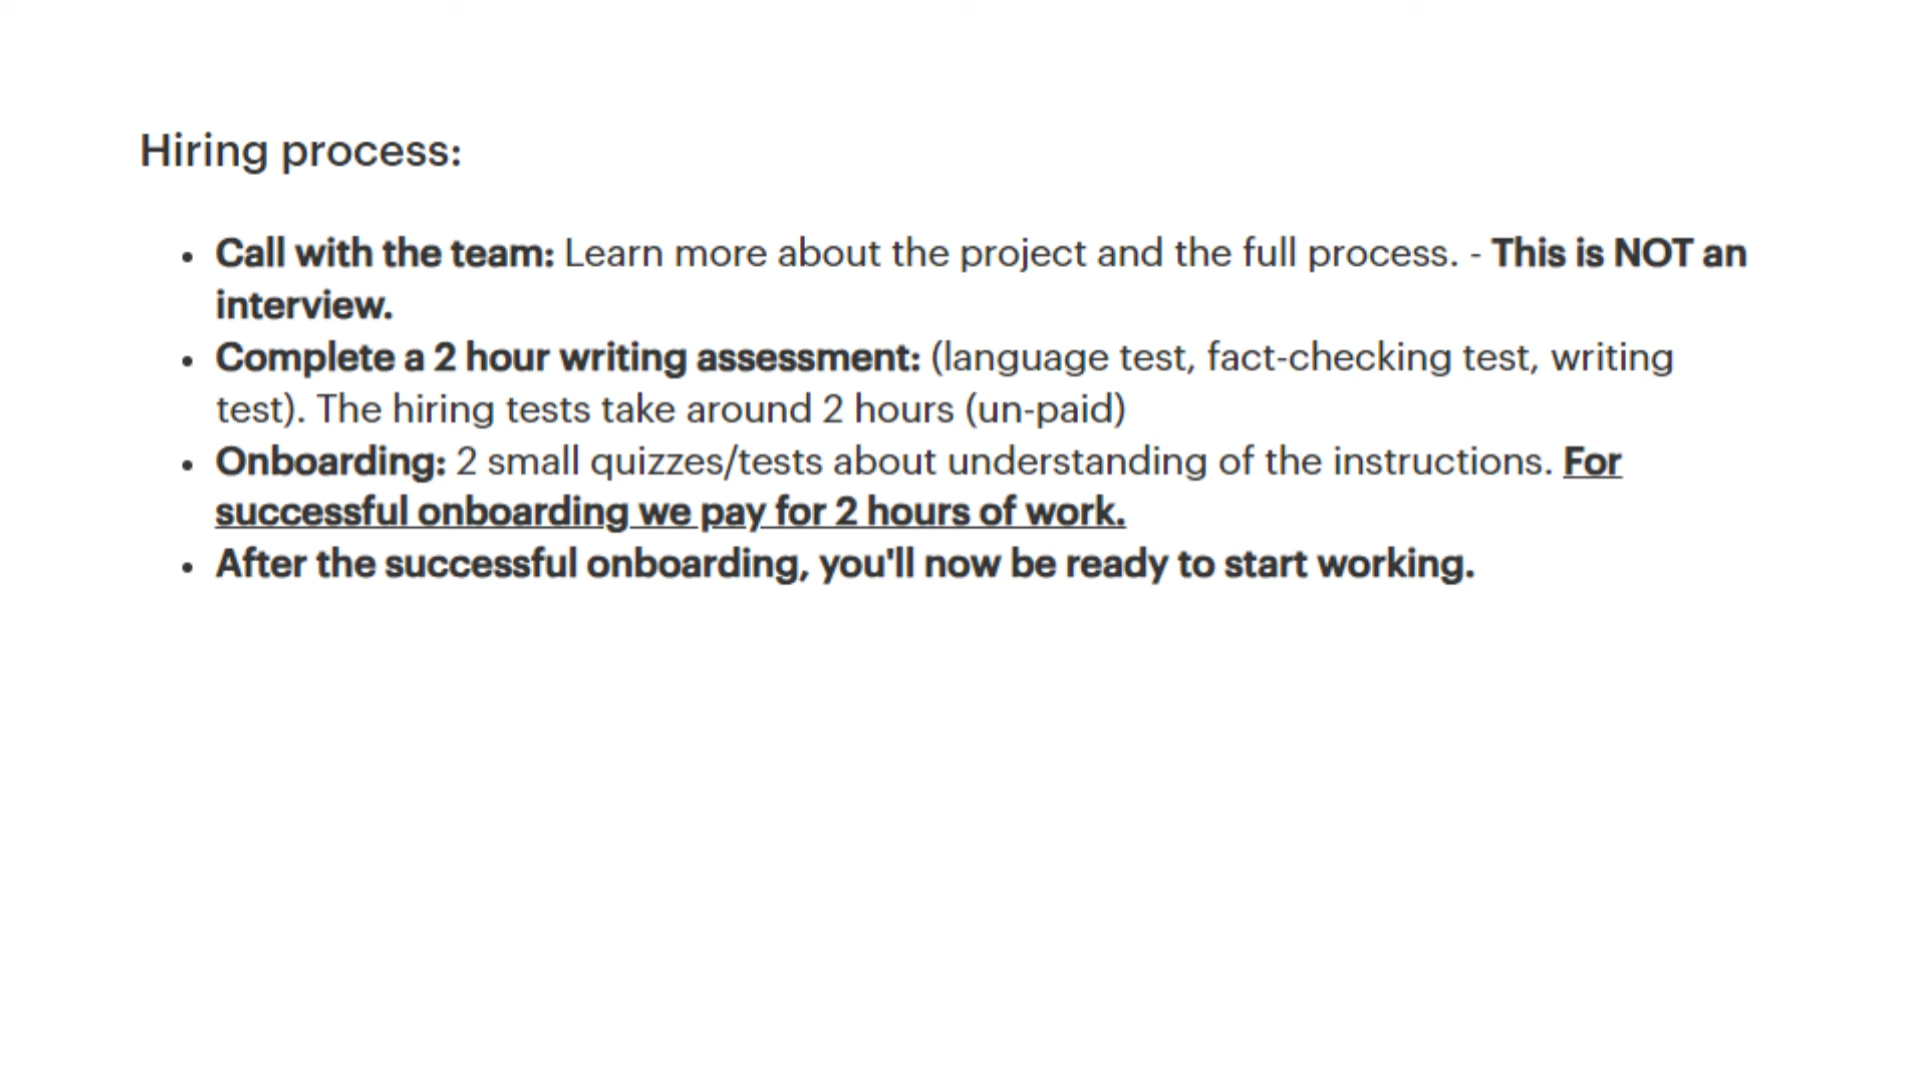 Hiring process:
• Call with the team: Learn more about the project and the full process. - This is NOT an
interview.
• Complete a 2 hour writing assessment: (language test, fact-checking test, writing
test). The hiring tests take around 2 hours (un-paid)
• Onboarding: 2 small quizzes/tests about understanding of the instructions. For
successful onboarding we pay for 2 hours of work.
• After the successful onboarding, you'll now be ready to start working.